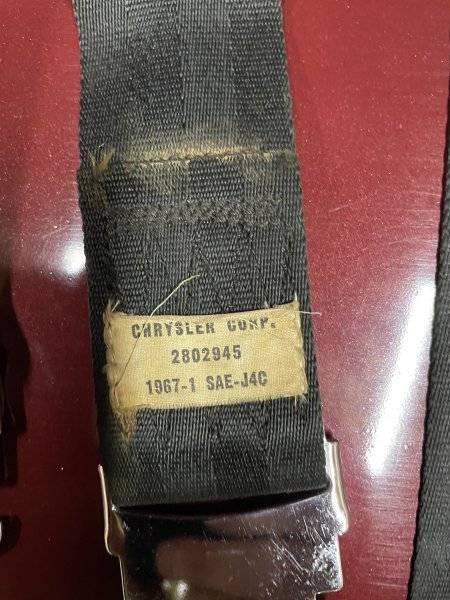 CHRYSLER CORP.
2802945
1967-1 SAE-J4C